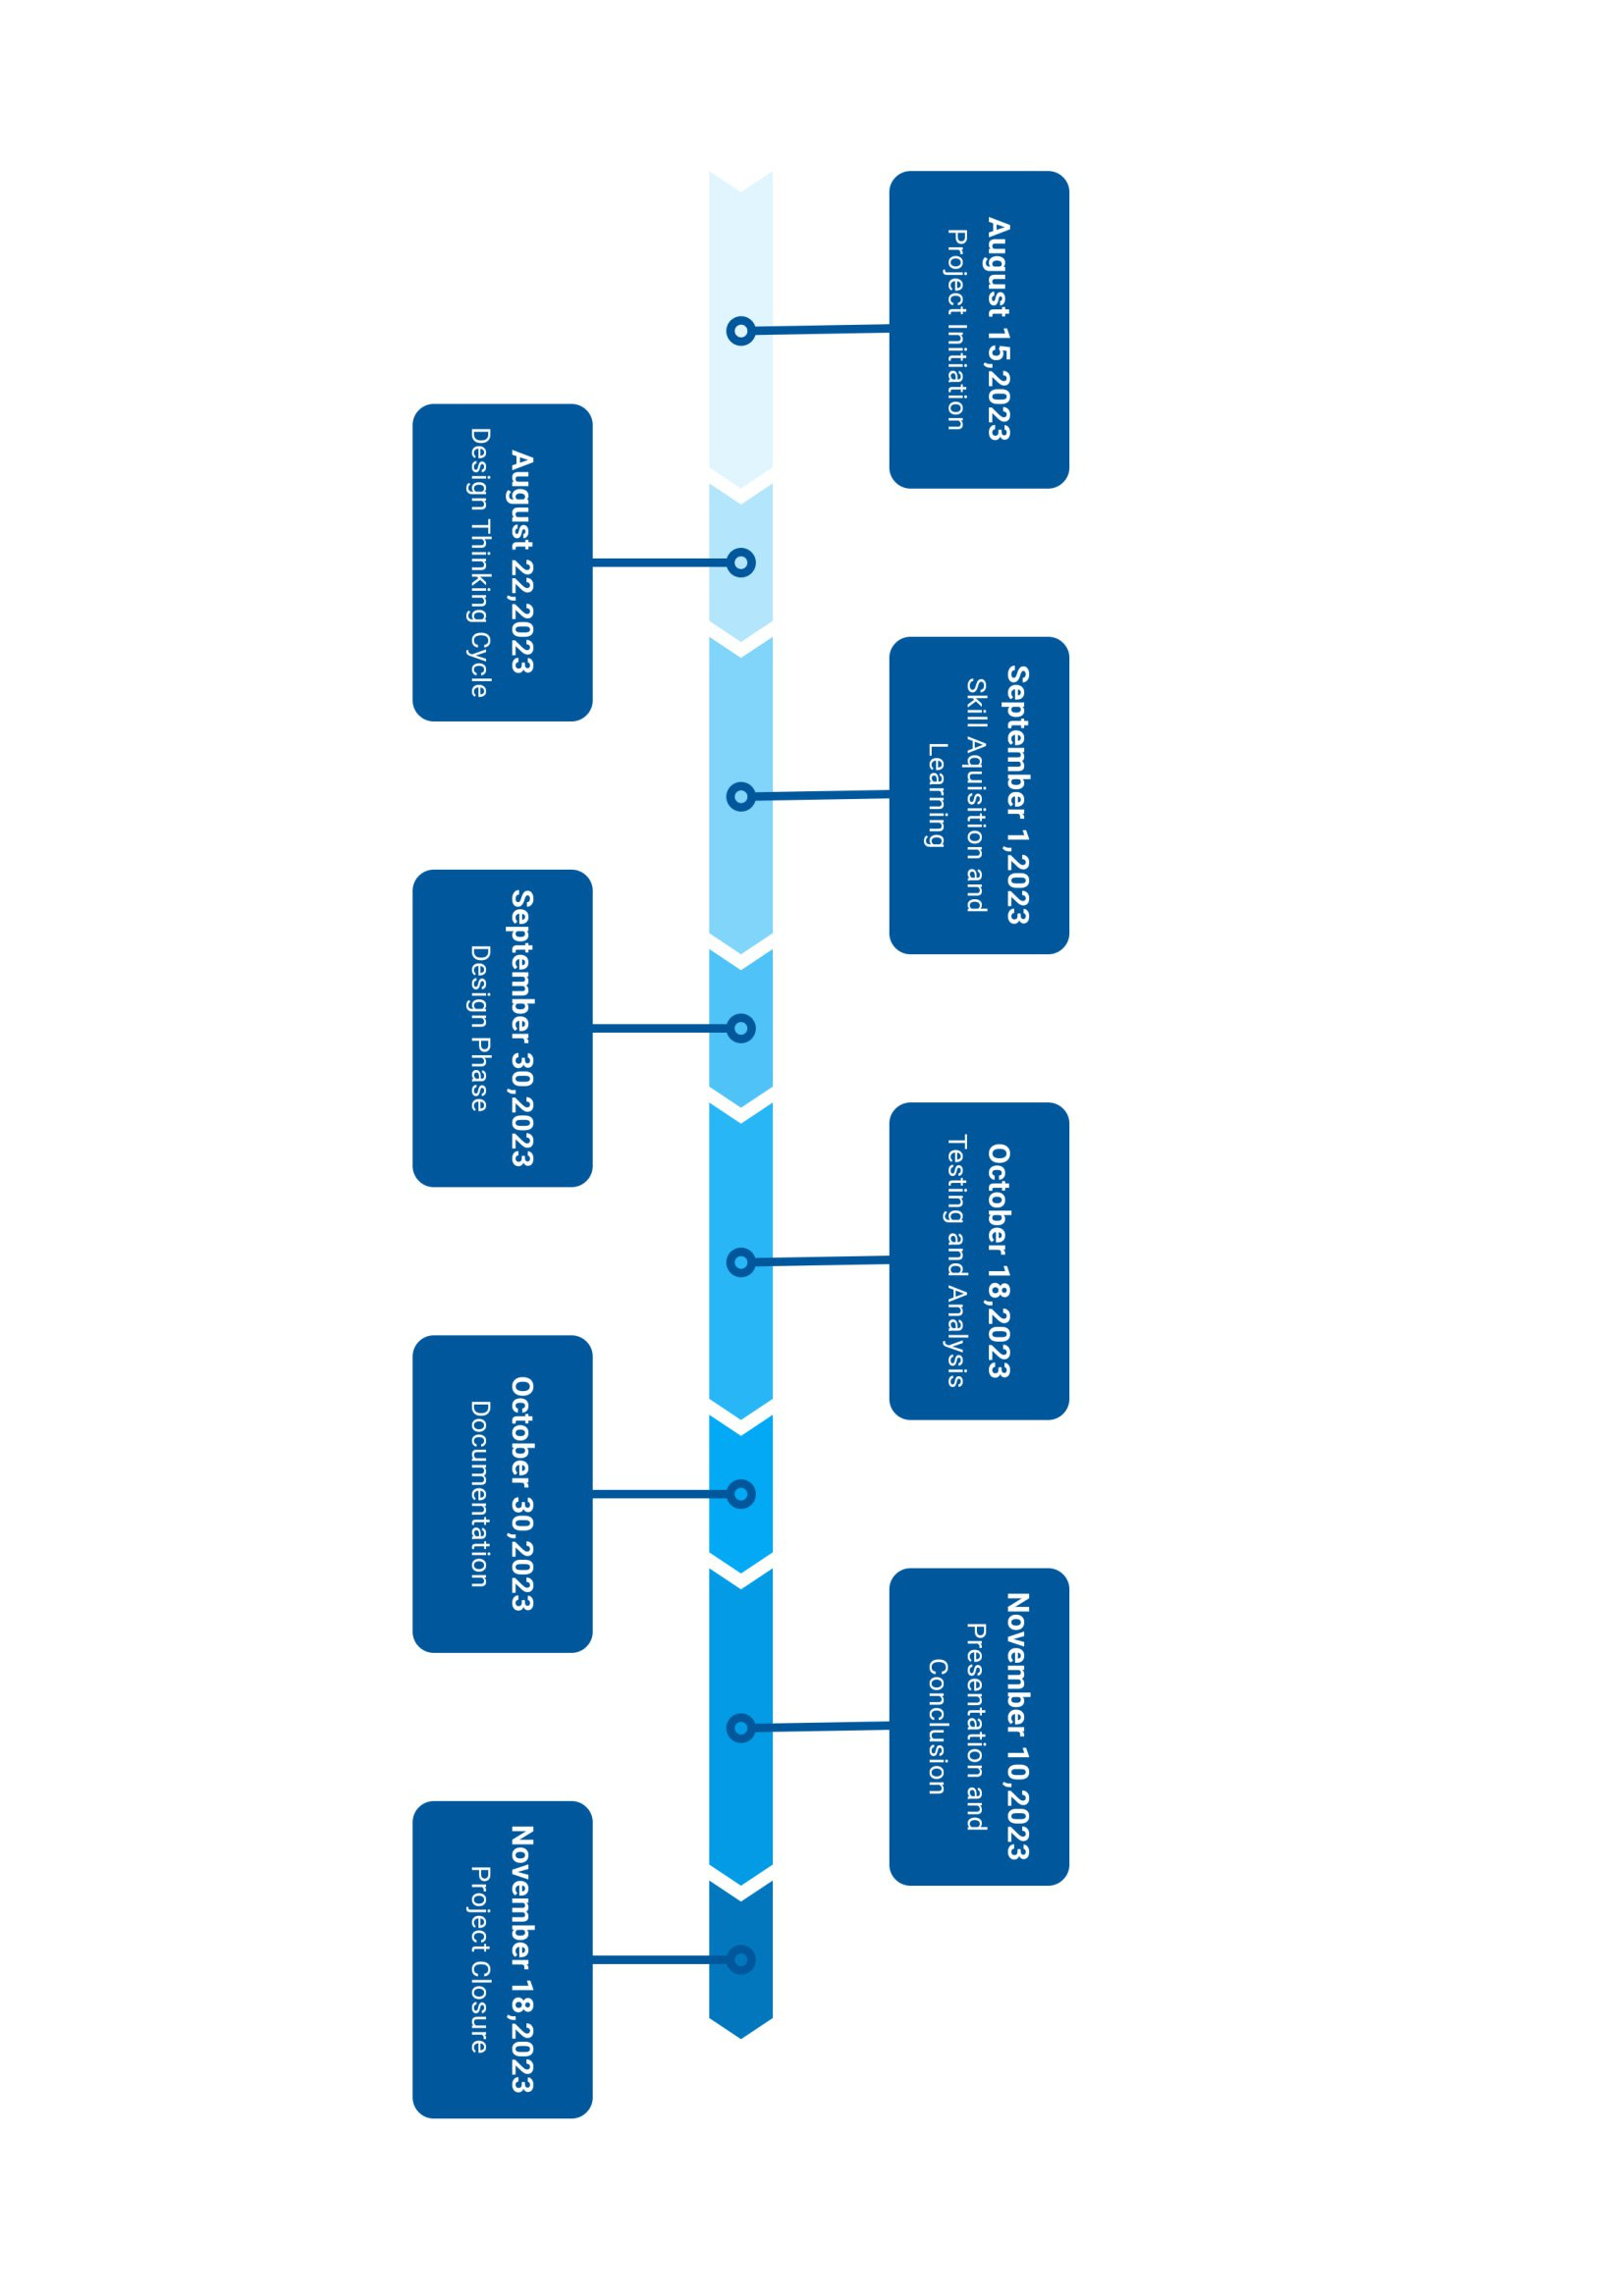 August 15,2023
Project Initiation
August 22,2023
Design Thinking Cycle
September 1,2023
Skill Aquisition and
Learning
September 30,2023
Design Phase
October 18,2023
Testing and Analysis
October 30,2023
Documentation
November 10,2023
Presentation and
Conclusion
November 18,2023
Project Closure